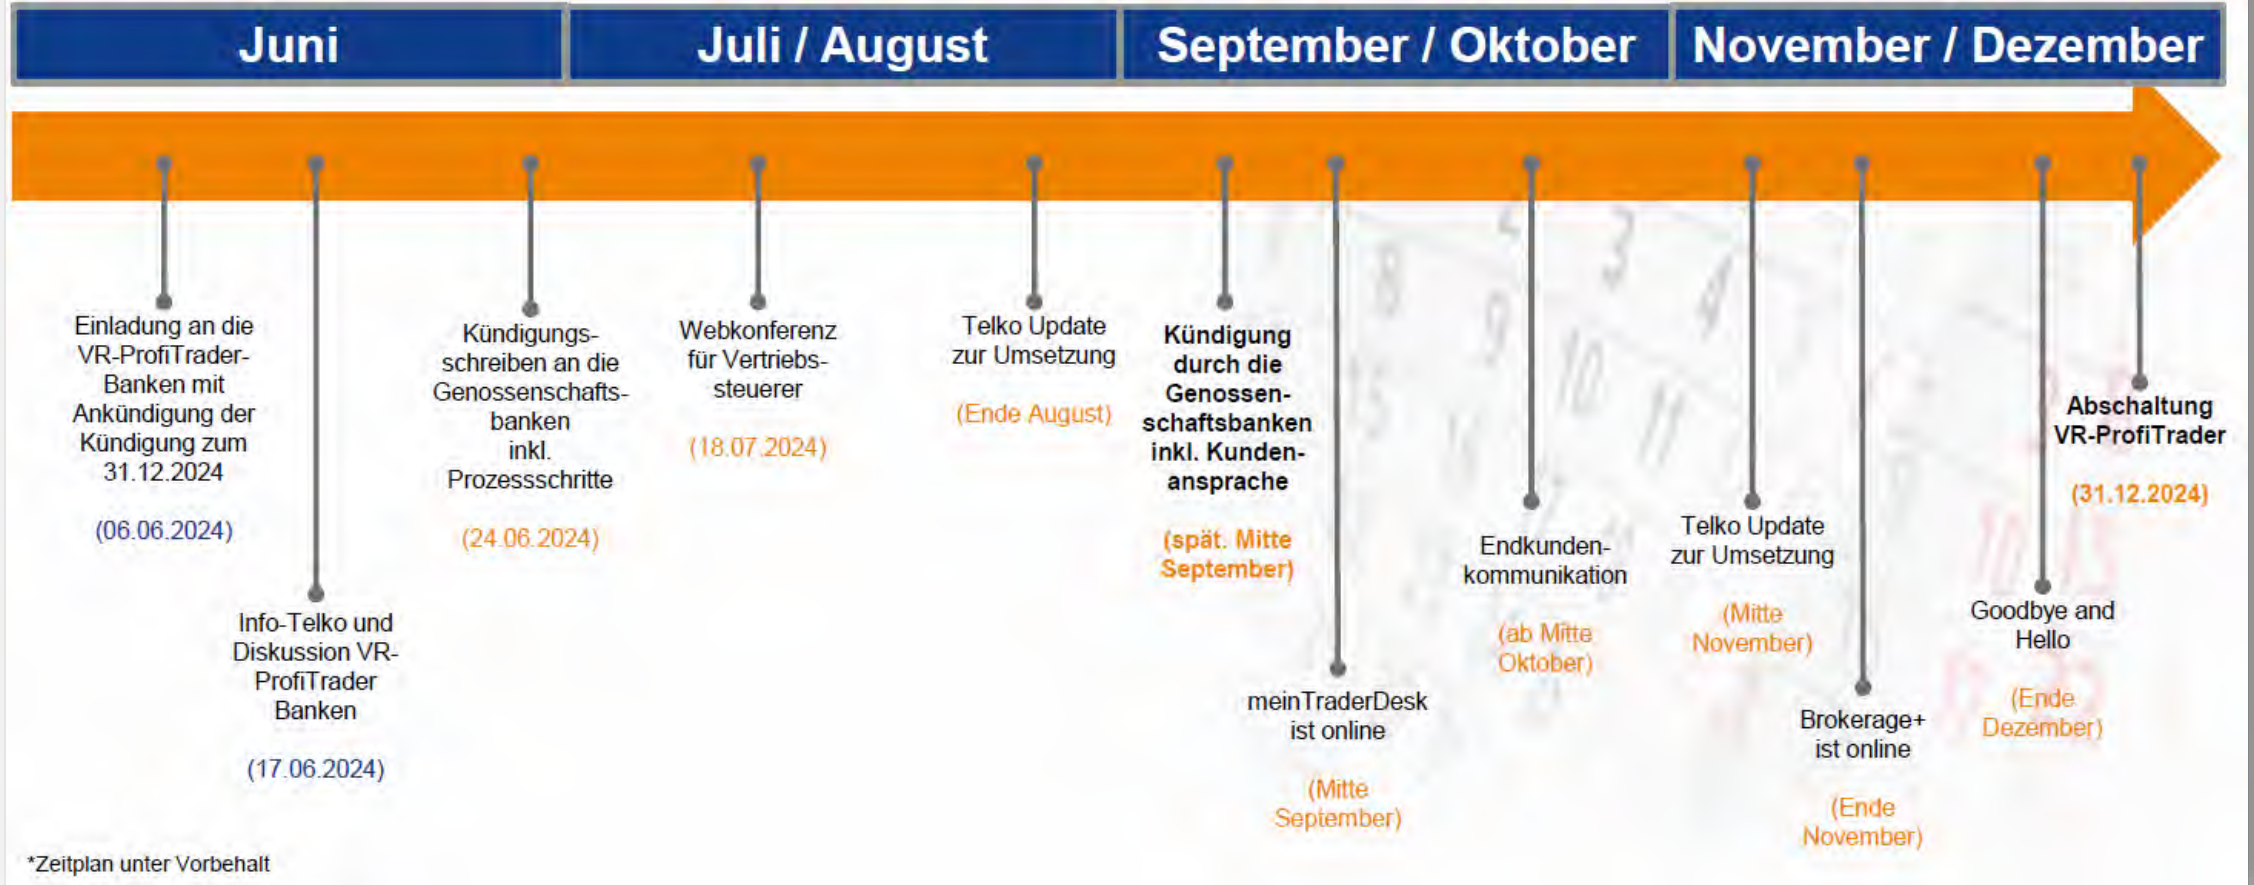 Juni
Juli / August
September / Oktober
November / Dezember
Einladung an die
VR-ProfiTrader-
Banken mit
Ankündigung der
Kündigung zum
31.12.2024
(06.06.2024)
Info-Telko und
Diskussion VR-
ProfiTrader
Banken
(17.06.2024)
Kündigungs-
schreiben an die
Genossenschafts-
banken
inkl.
Prozessschritte
(24.06.2024)
Webkonferenz
für Vertriebs-
steuerer
(18.07.2024)
Telko Update
zur Umsetzung
(Ende August)
Kündigung
durch die
Genossen-
schaftsbanken
inkl. Kunden-
ansprache
(spät. Mitte
September)
meinTraderDesk
ist online
(Mitte
September)
Endkunden-
kommunikation
(ab Mitte
Oktober)
Telko Update
zur Umsetzung
(Mitte
November)
Brokerage+
ist online
(Ende
November)
Goodbye and
Hello
(Ende
Dezember)
Abschaltung
VR-ProfiTrader
(31.12.2024)
*Zeitplan unter Vorbehalt